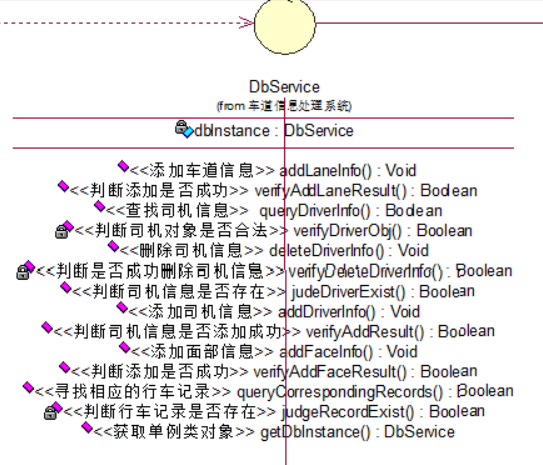 DbService
(from 车道信息处理系统)
dbInstance : DbService
<<添加车道信息>> addLaneInfo() : Void
<<判断添加是否成功>> verifyAddLaneResult() : Boolean
<<查找司机信息>> queryDriverInfo() : Boolean
<<判断司机对象是否合法>> verifyDriverObj() : Boolean
<<删除司机信息>> deleteDriverInfo() : Void
<<判断是否成功删除司机信息>> verifyDeleteDriverInfo() : Boolean
<<判断司机信息是否存在>> judeDriverExist() : Boolean
<<添加司机信息>> addDriverInfo() : Void
<<判断司机信息是否添加成功>> verifyAddResult() : Boolean
<<添加面部信息>> addFaceInfo() : Void
<<判断添加是否成功>> verifyAddFaceResult() : Boolean
<<寻找相应的行车记录>> queryCorrespondingRecords() : Boolean
<<判断行车记录是否存在>> judgeRecordExist() : Boolean
<<获取单例类对象>> getDbInstance() : DbService